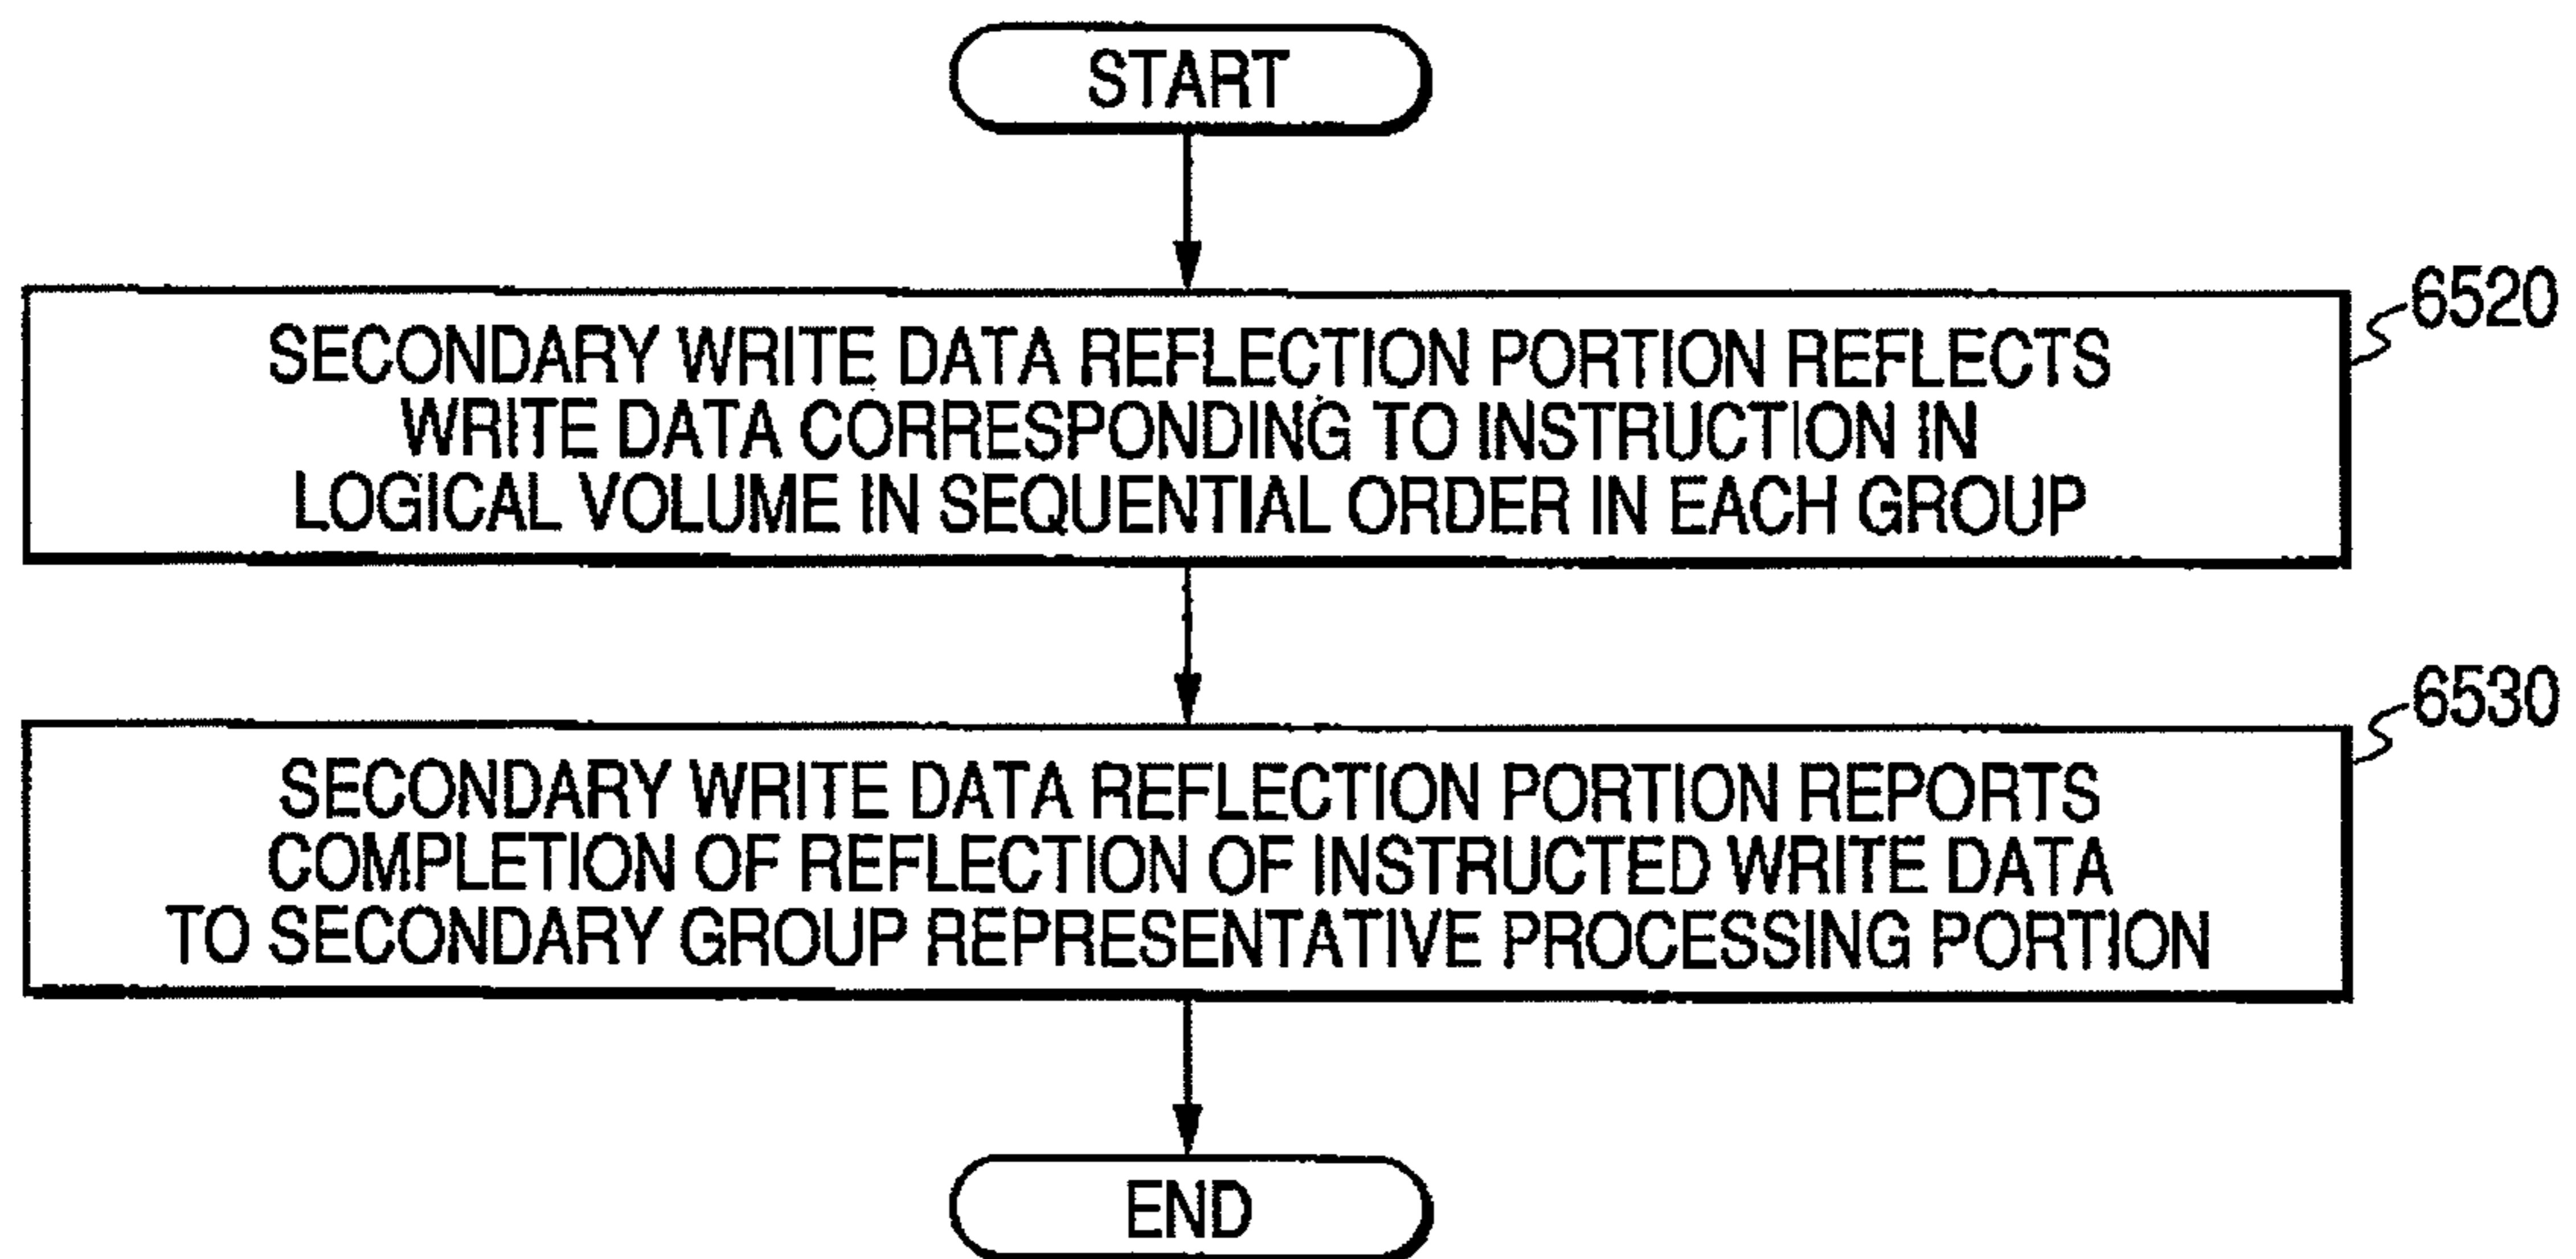 START
6520
SECONDARY WRITE DATA REFLECTION PORTION REFLECTS
WRITE DATA CORRESPONDING TO INSTRUCTION IN
LOGICAL VOLUME IN SEQUENTIAL ORDER IN EACH GROUP
6530
SECONDARY WRITE DATA REFLECTION PORTION REPORTS
COMPLETION OF REFLECTION OF INSTRUCTED WRITE DATA
TO SECONDARY GROUP REPRESENTATIVE PROCESSING PORTION
END